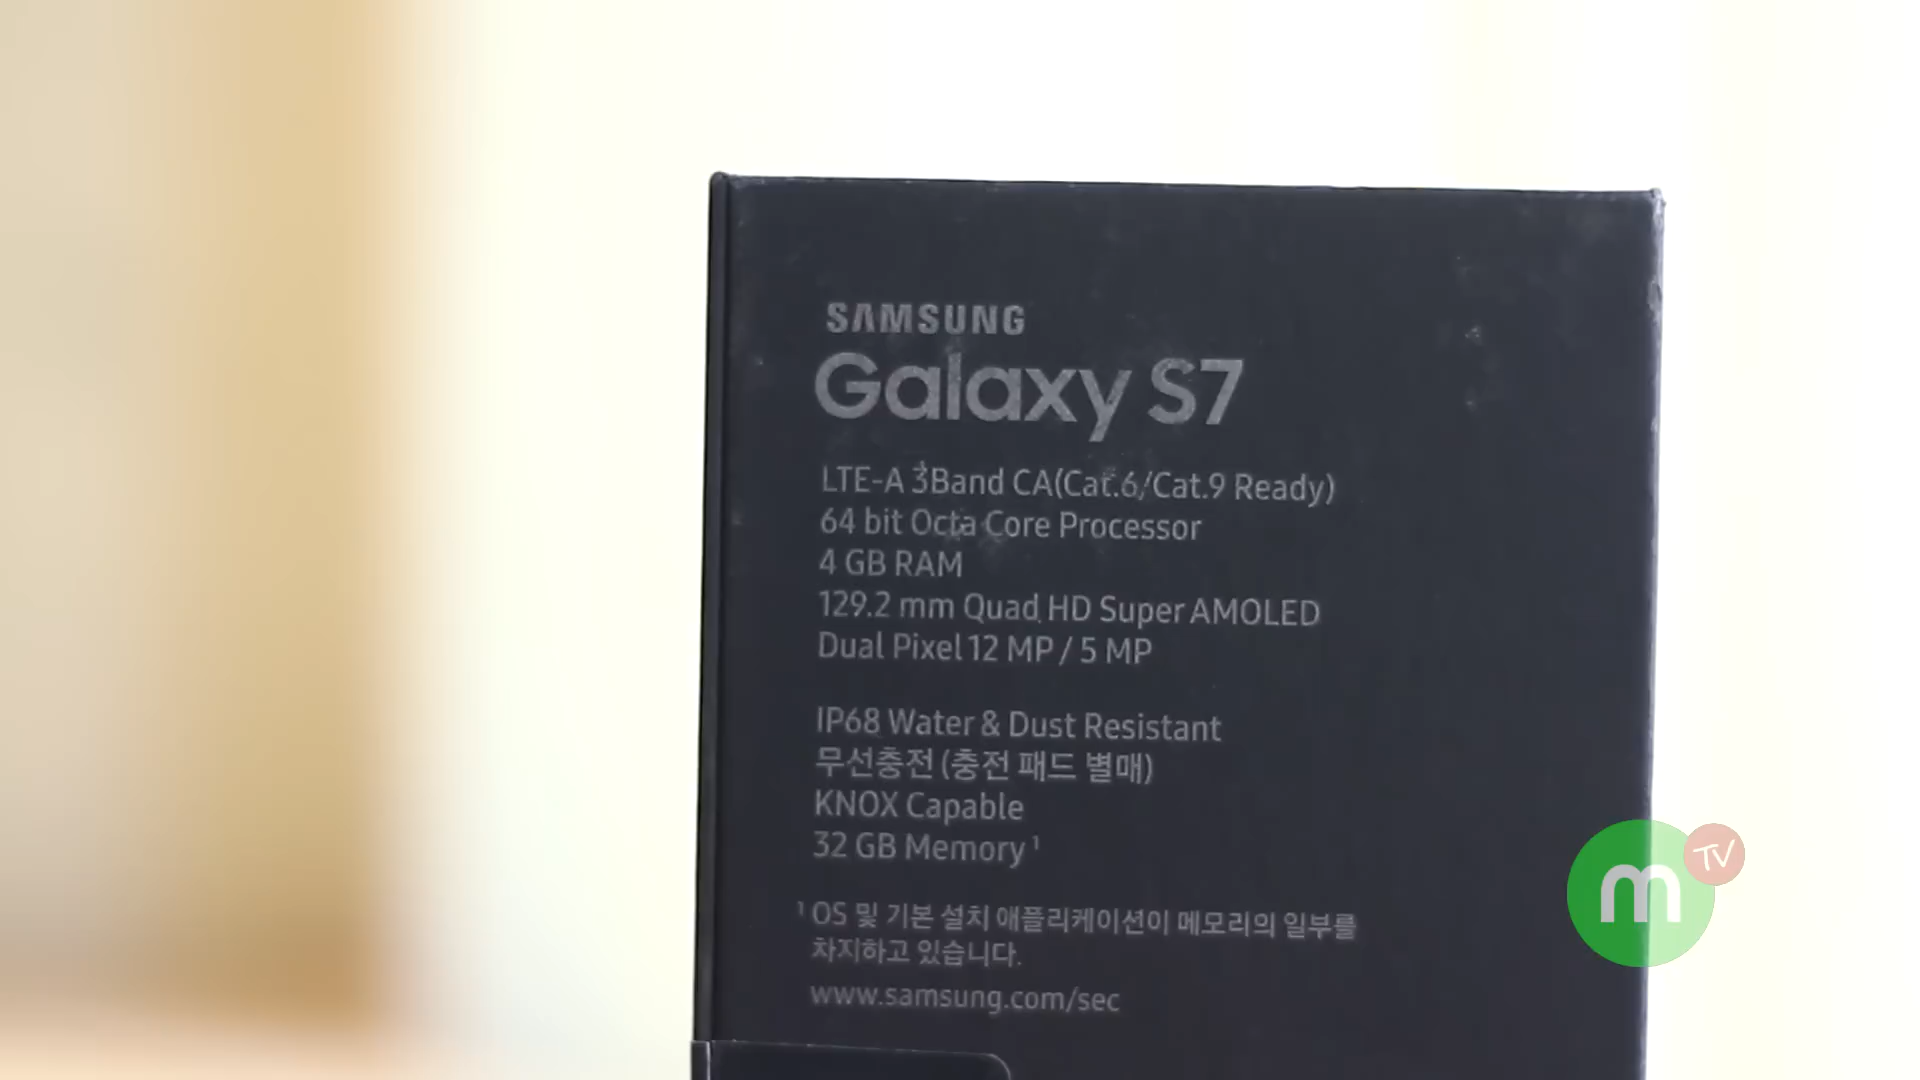 SAMSUNG
Galaxy S7
LTE-A 3Band CA(Cat.6/Cat.9 Ready)
64 bit Octa Core Processor
4 GB RAM
129.2 mm Quad HD Super AMOLED
Dual Pixel 12 MP / 5 MP
IP68 Water & Dust Resistant
무선충전 (충전 패드 별매)
KNOX Capable
32 GB Memory ¹
¹ OS 및 기본 설치 애플리케이션이 메모리의 일부를
차지하고 있습니다.
www.samsung.com/sec
m TV